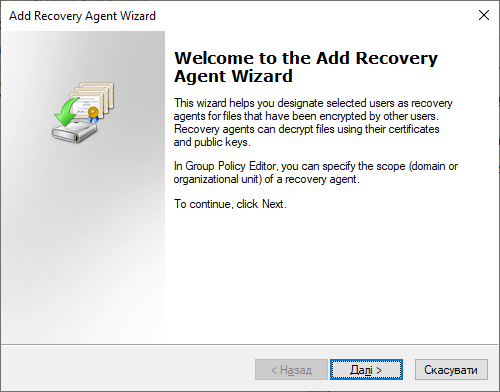 Add Recovery Agent Wizard
Welcome to the Add Recovery
Agent Wizard
This wizard helps you designate selected users as recovery
agents for files that have been encrypted by other users.
Recovery agents can decrypt files using their certificates
and public keys.
In Group Policy Editor, you can specify the scope (domain or
organizational unit) of a recovery agent.
To continue, click Next.
< Назад
Далі >
Скасувати